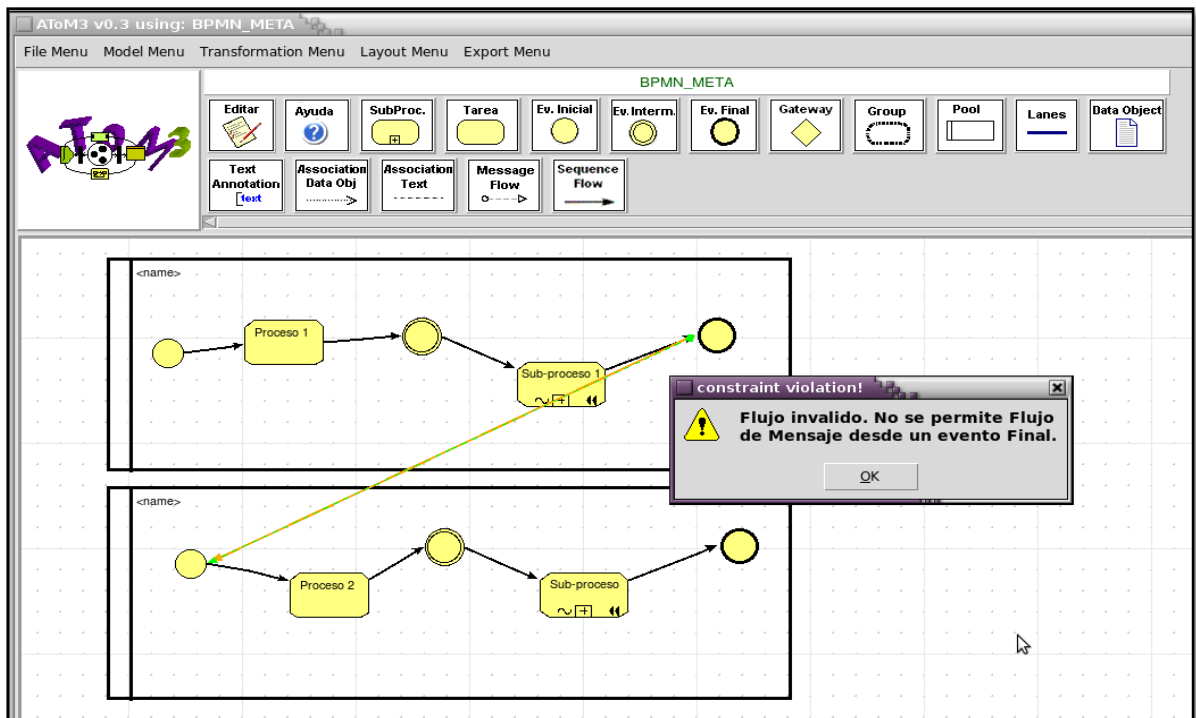 AToM3 v0.3 using: BPMN_META
File Menu Model Menu Transformation Menu Layout Menu Export Menu
ATOM3
BPMN_META
Editar
Ayuda
SubProc.
Tarea
Ev. Inicial
Ev.Interm.
Ev. Final
Gateway
Group
Pool
Lanes
Data Object
Text
Annotation
text
Association
Data Obj
Association
Text
Message
Flow
Sequence
Flow
<name>
Proceso 1
Sub-proceso 1
constraint violation!
Flujo invalido. No se permite Flujo
de Mensaje desde un evento Final.
OK
<name>
Proceso 2
Sub-proceso